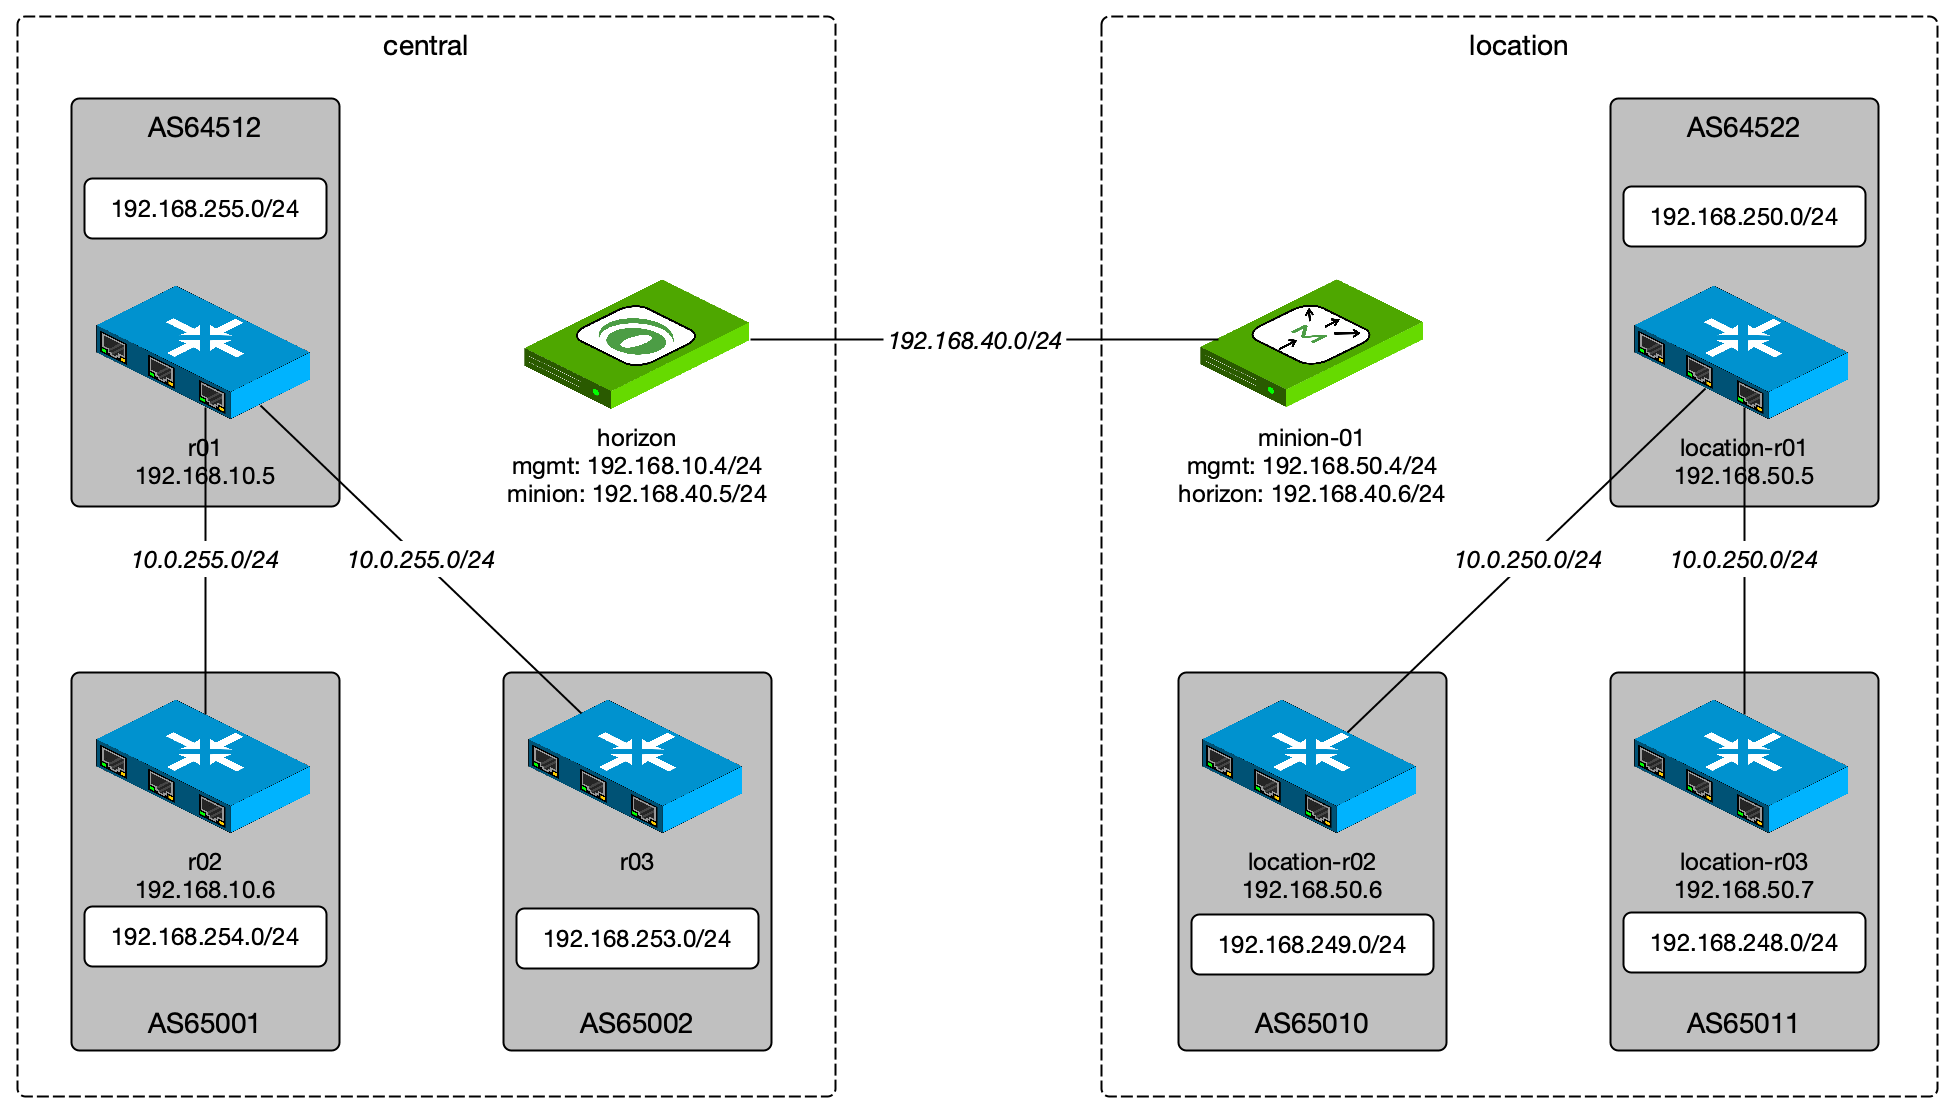 central
AS64512
192.168.255.0/24
r01
192.168.10.5
horizon
mgmt: 192.168.10.4/24
minion: 192.168.40.5/24
10.0.255.0/24
10.0.255.0/24
r02
192.168.10.6
192.168.254.0/24
AS65001
r03
192.168.253.0/24
AS65002
192.168.40.0/24
location
AS64522
192.168.250.0/24
minion-01
mgmt: 192.168.50.4/24
horizon: 192.168.40.6/24
location-r01
192.168.50.5
10.0.250.0/24
10.0.250.0/24
location-r02
192.168.50.6
192.168.249.0/24
AS65010
location-r03
192.168.50.7
192.168.248.0/24
AS65011